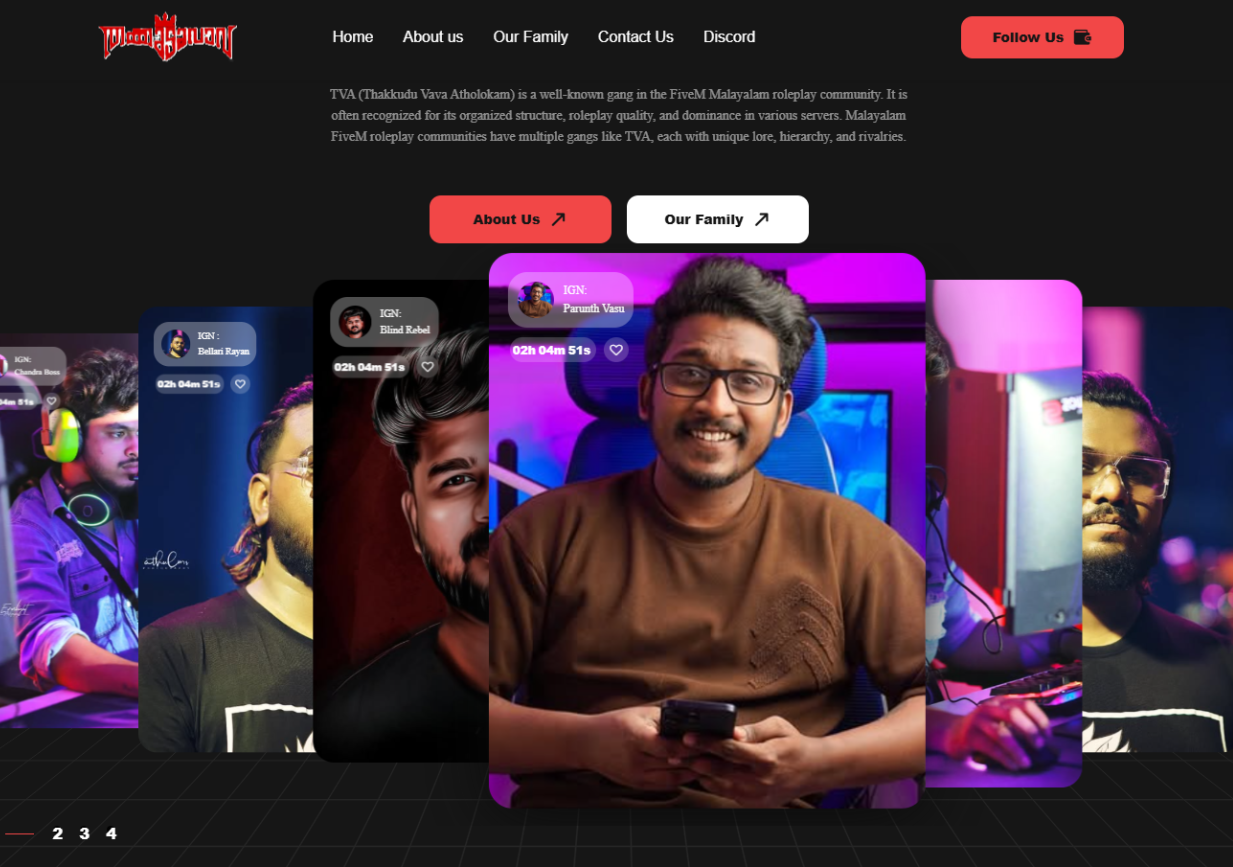 Home
About us
Our Family
Contact Us
Discord
Follow Us
TVA (Thakkudu Vava Atholokam) is a well-known gang in the FiveM Malayalam roleplay community. It is
often recognized for its organized structure, roleplay quality, and dominance in various servers. Malayalam
FiveM roleplay communities have multiple gangs like TVA, each with unique lore, hierarchy, and rivalries.
About Us
Our Family
IGN:
Chandra Bose
04m 51s
IGN :
Bellari Rayan
02h 04m 51s
IGN:
Blind Rebel
02h 04m 51s
IGN:
Parunth Vasu
02h 04m 51s
2 3 4